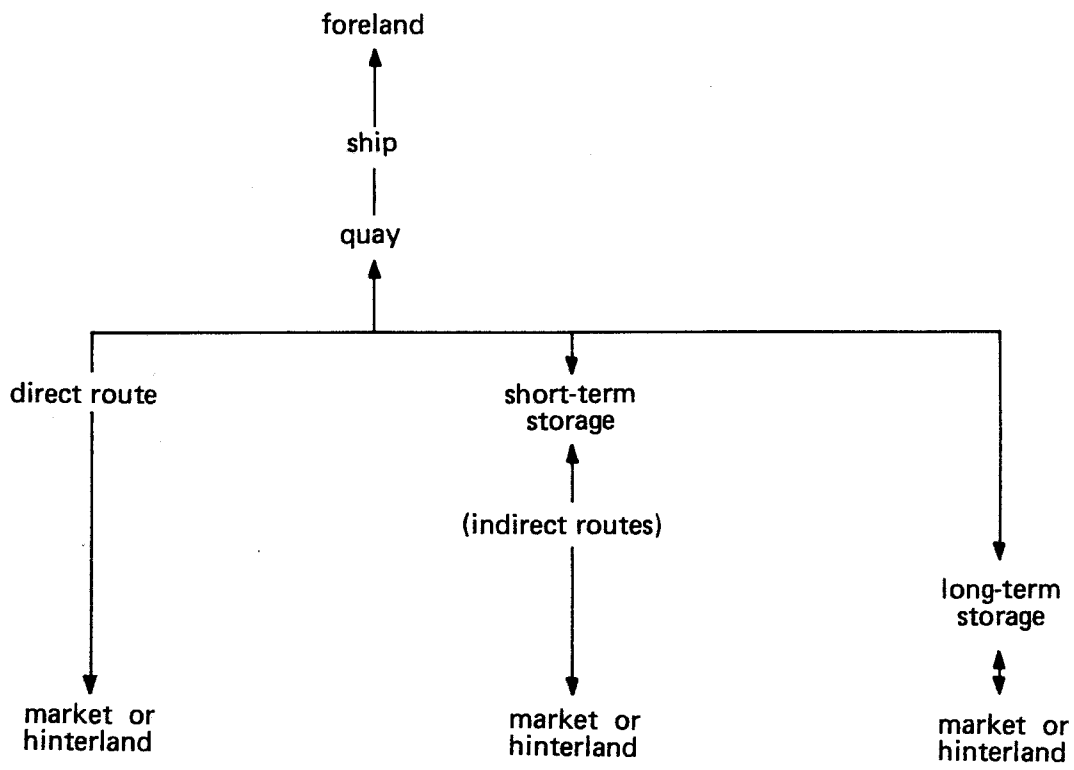 foreland
ship
quay
direct route
short-term
storage
(indirect routes)
long-term
storage
market or
hinterland
market or
hinterland
market or
hinterland